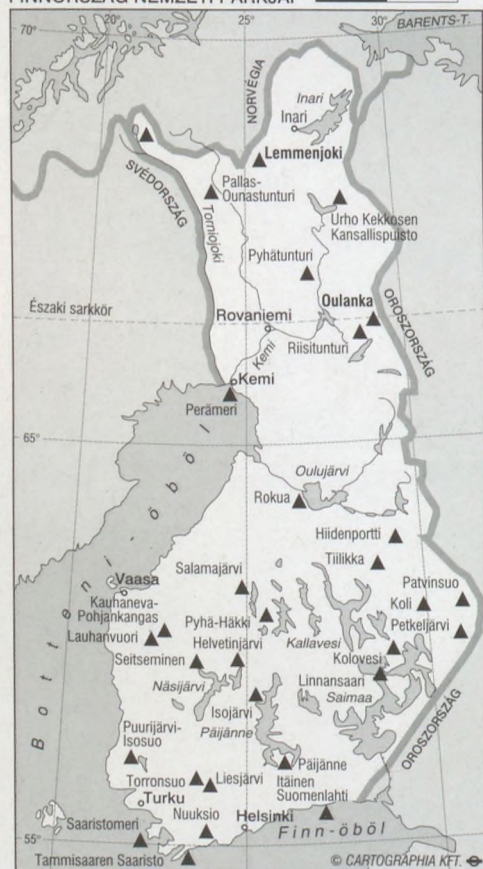 FINNORSZÁG NEMZETI PARKJAI
70°
20°
25°
30°
BARENTS-T.
NORVÉGIA
Inari
Inari
Lemmenjoki
SVÉDORSZÁG
Pallas-
Ounastunturi
Torniojoki
Urho Kekkosen
Kansallispuisto
Pyhätunturi
Oulanka
Északi sarkkör
Rovaniemi
OROSZORSZÁG
Riisitunturi
Kemi
Kemi
Perämeri
65°
Oulujärvi
Rokua
Botteni-öböl
Hiidenportti
Tiilikka
Salamajärvi
Vaasa
Patvinsuo
Kauhaneva-
Pohjankangas
Koli
Pyhä-Häkki
Petkeljärvi
Lauhanvuori
Helvetinjärvi
Kallavesi
Kolovesi
Seitseminen
Linnansaari
Näsijärvi
Saimaa
Isojärvi
Päijänne
OROSZORSZÁG
Puurijärvi-
Isosuo
Päijänne
Torronsuo
Liesjärvi
Itäinen
Suomenlahti
Turku
Nuuksio
Helsinki
Saaristomeri
Finn-öböl
55°
Tammisaaren Saaristo
© CARTOGRAPHIA KFT.